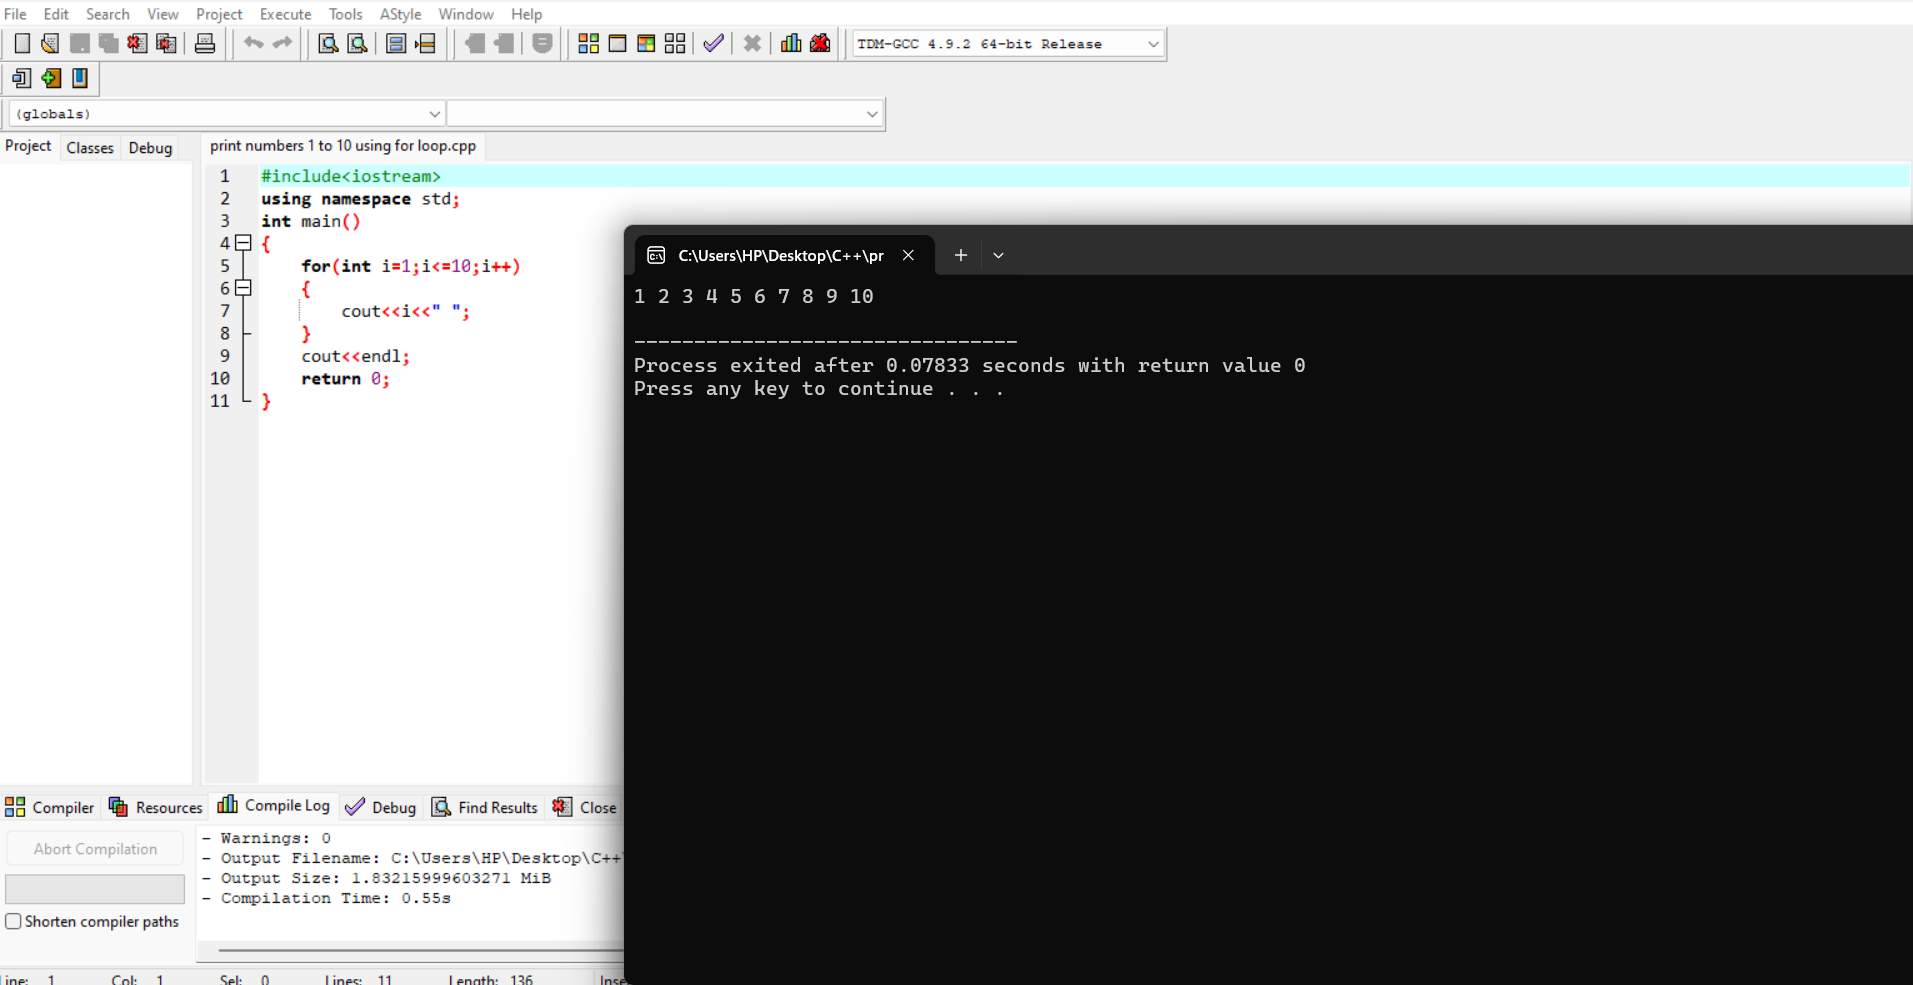 File Edit Search View Project Execute Tools AStyle Window Help
TDM-GCC 4.9.2 64-bit Release
(globals)
Project Classes Debug
print numbers 1 to 10 using for loop.cpp
1 #include<iostream>
2 using namespace std;
3 int main()
4 {
5 for(int i=1;i<=10;i++)
6 {
7 cout<<i<<" ";
8 }
9 cout<<endl;
10 return 0;
11 }
C:\Users\HP\Desktop\C++\pr
1 2 3 4 5 6 7 8 9 10
--------------------------------
Process exited after 0.07833 seconds with return value 0
Press any key to continue . . .
Compiler Resources Compile Log Debug Find Results Close
Abort Compilation
Shorten compiler paths
- Warnings: 0
- Output Filename: C:\Users\HP\Desktop\C++\
- Output Size: 1.83215999603271 MiB
- Compilation Time: 0.55s
Line: 1 Col: 1 Sel: 0 Lines: 11 Length: 136 Inse